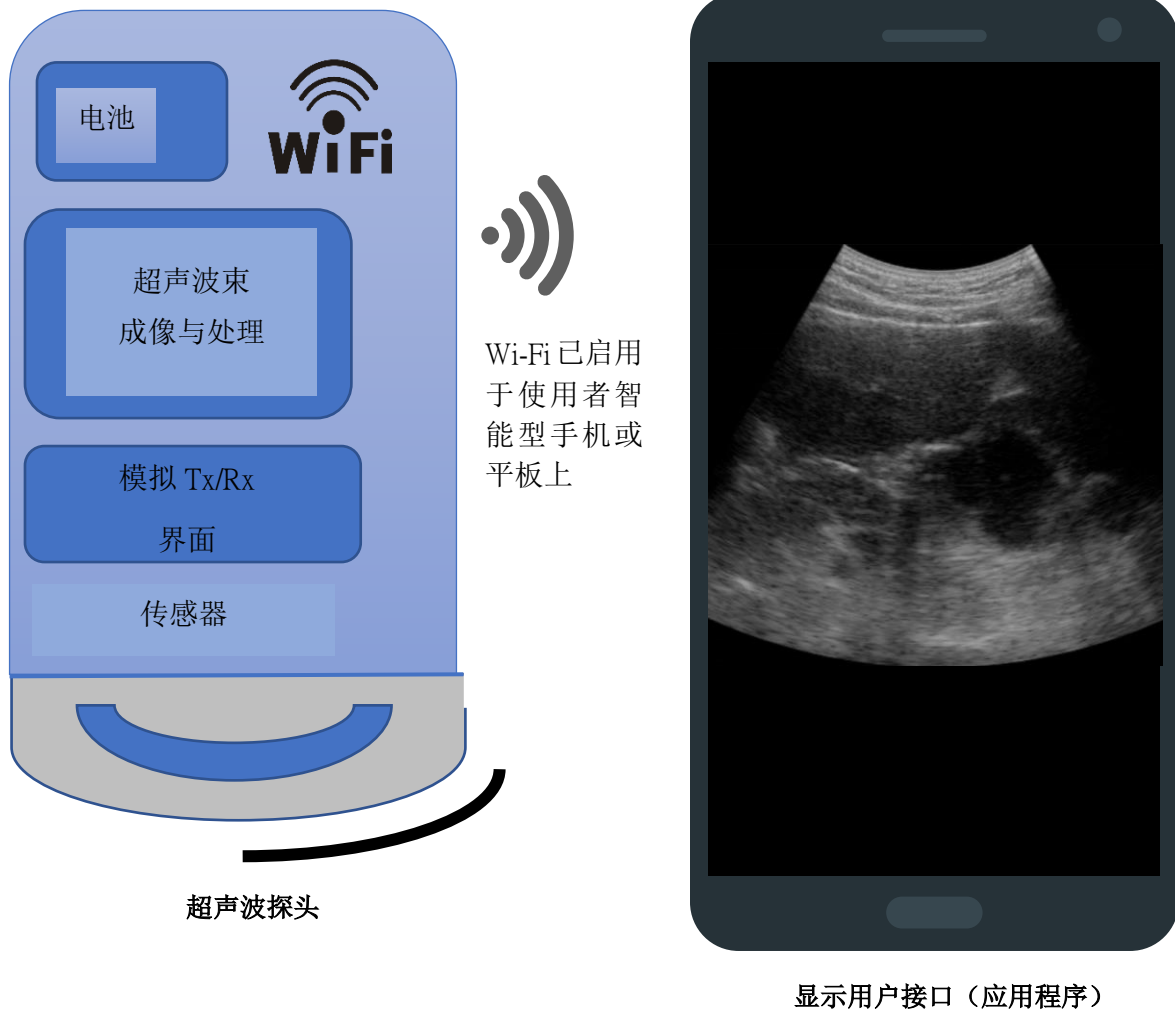 电池
WiFi
超声波束
成像与处理
模拟 Tx/Rx
界面
传感器
超声波探头
Wi-Fi 已启用
于使用者智
能型手机或
平板上
显示用户接口（应用程序）